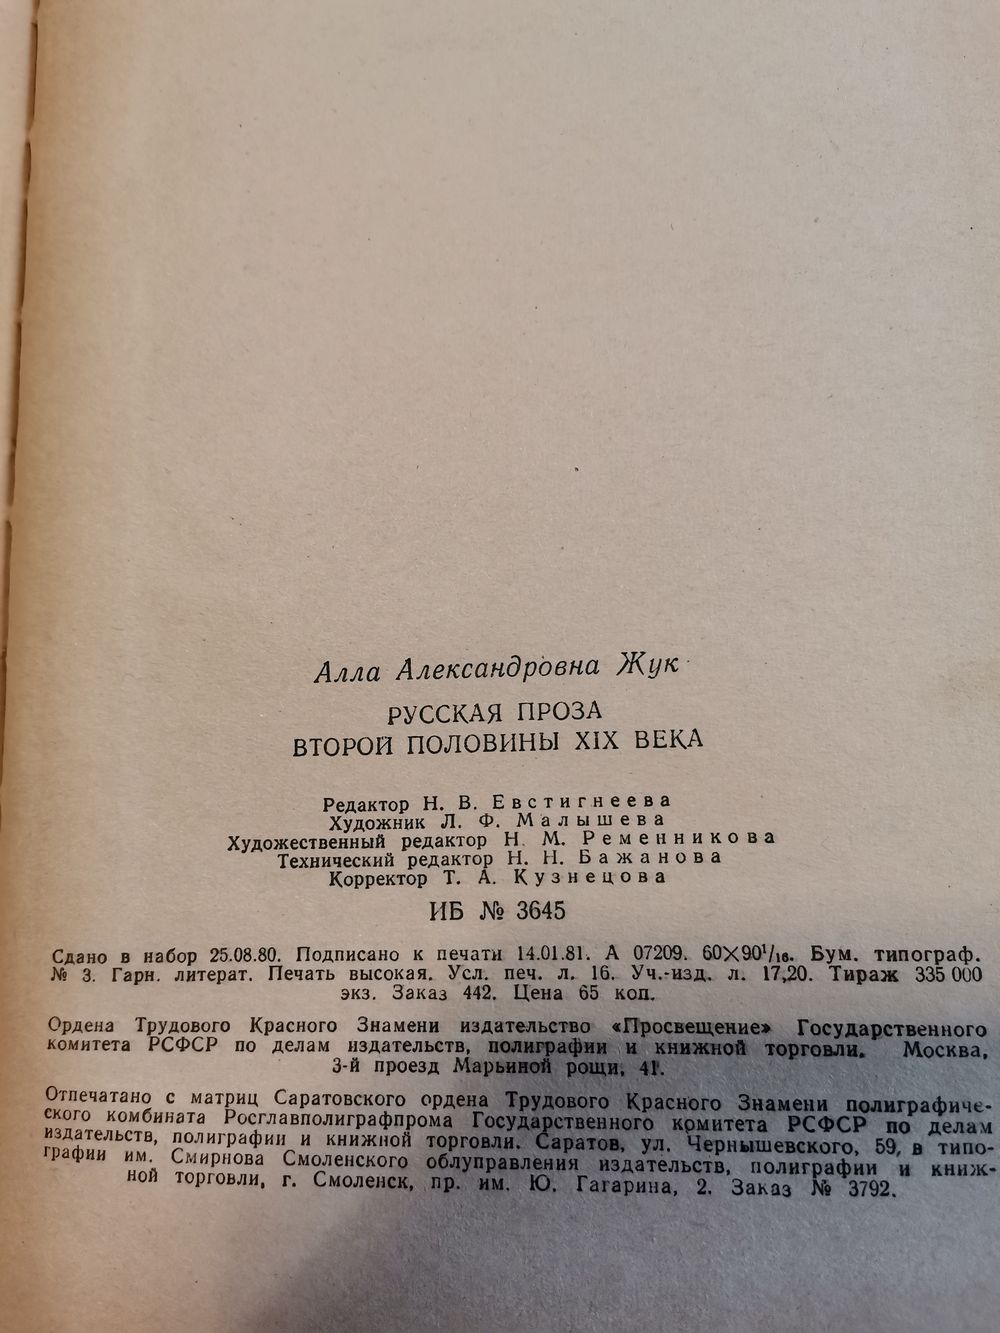 Алла Александровна Жук
РУССКАЯ ПРОЗА
ВТОРОЙ ПОЛОВИНЫ XIX ВЕКА
Редактор Н. В. Евстигнеева
Художник Л. Ф. Малышева
Художественный редактор Н. М. Ременникова
Технический редактор Н. Н. Бажанова
Корректор Т. А. Кузнецова
ИБ № 3645
Сдано в набор 25.08.80. Подписано к печати 14.01.81. А 07209. 60×90¹/₁₆. Бум. типограф.
№ 3. Гарн. литерат. Печать высокая. Усл. печ. л. 16. Уч.-изд. л. 17,20. Тираж 335 000
экз. Заказ 442. Цена 65 коп.
Ордена Трудового Красного Знамени издательство «Просвещение» Государственного
комитета РСФСР по делам издательств, полиграфии и книжной торговли. Москва,
3-й проезд Марьиной рощи, 41.
Отпечатано с матриц Саратовского ордена Трудового Красного Знамени полиграфиче-
ского комбината Росглавполиграфпрома Государственного комитета РСФСР по делам
издательств, полиграфии и книжной торговли. Саратов, ул. Чернышевского, 59, в типо-
графии им. Смирнова Смоленского облуправления издательств, полиграфии и книж-
ной торговли, г. Смоленск, пр. им. Ю. Гагарина, 2. Заказ № 3792.